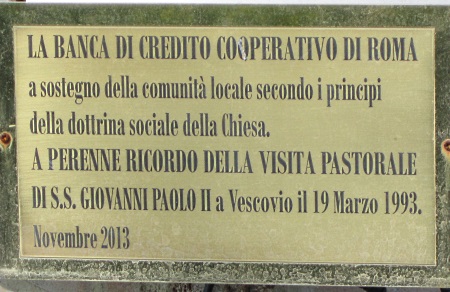 LA BANCA DI CREDITO COOPERATIVO DI ROMA
a sostegno della comunità locale secondo i principi
della dottrina sociale della Chiesa.
A PERENNE RICORDO DELLA VISITA PASTORALE
DI S.S. GIOVANNI PAOLO II a Vescovio il 19 Marzo 1993.
Novembre 2013